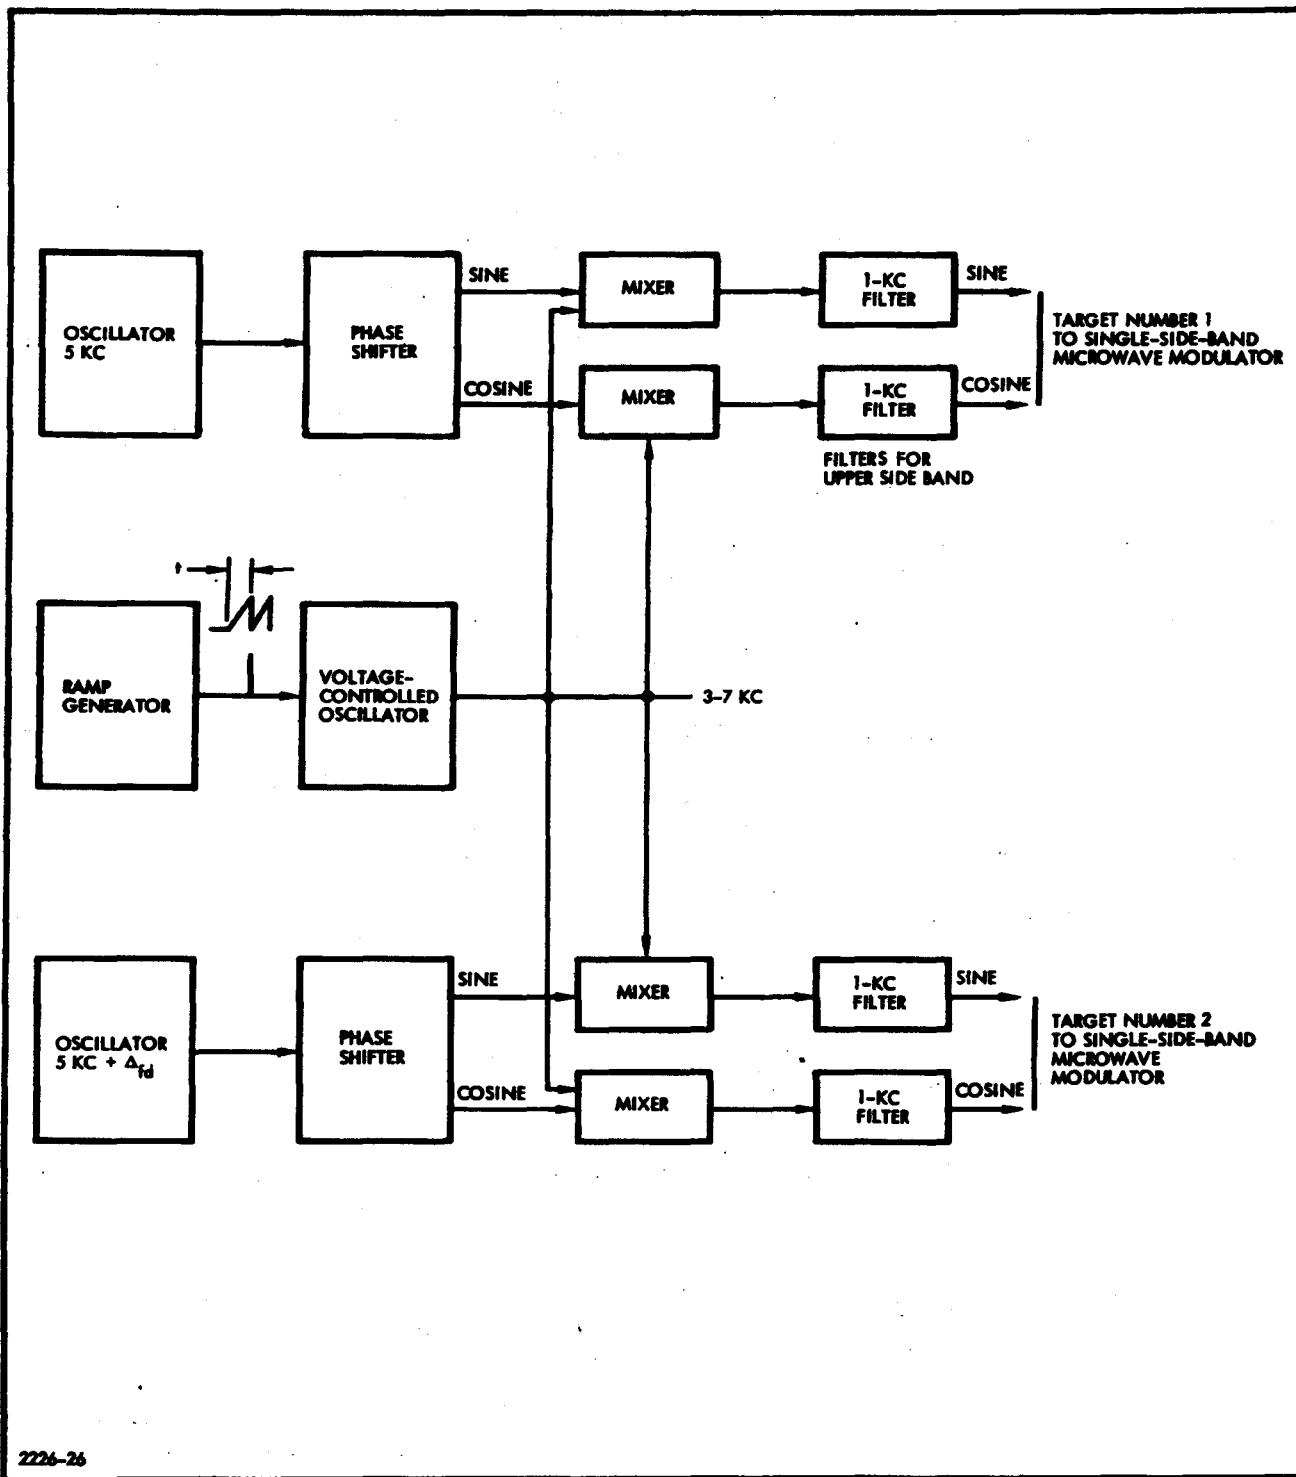 OSCILLATOR
5 KC
PHASE
SHIFTER
SINE
COSINE
MIXER
MIXER
1-KC
FILTER
1-KC
FILTER
SINE
COSINE
TARGET NUMBER 1
TO SINGLE-SIDE-BAND
MICROWAVE MODULATOR
FILTERS FOR
UPPER SIDE BAND
t
RAMP
GENERATOR
VOLTAGE-
CONTROLLED
OSCILLATOR
3-7 KC
OSCILLATOR
5 KC + Δfd
PHASE
SHIFTER
SINE
COSINE
MIXER
MIXER
1-KC
FILTER
1-KC
FILTER
SINE
COSINE
TARGET NUMBER 2
TO SINGLE-SIDE-BAND
MICROWAVE
MODULATOR
2226-26